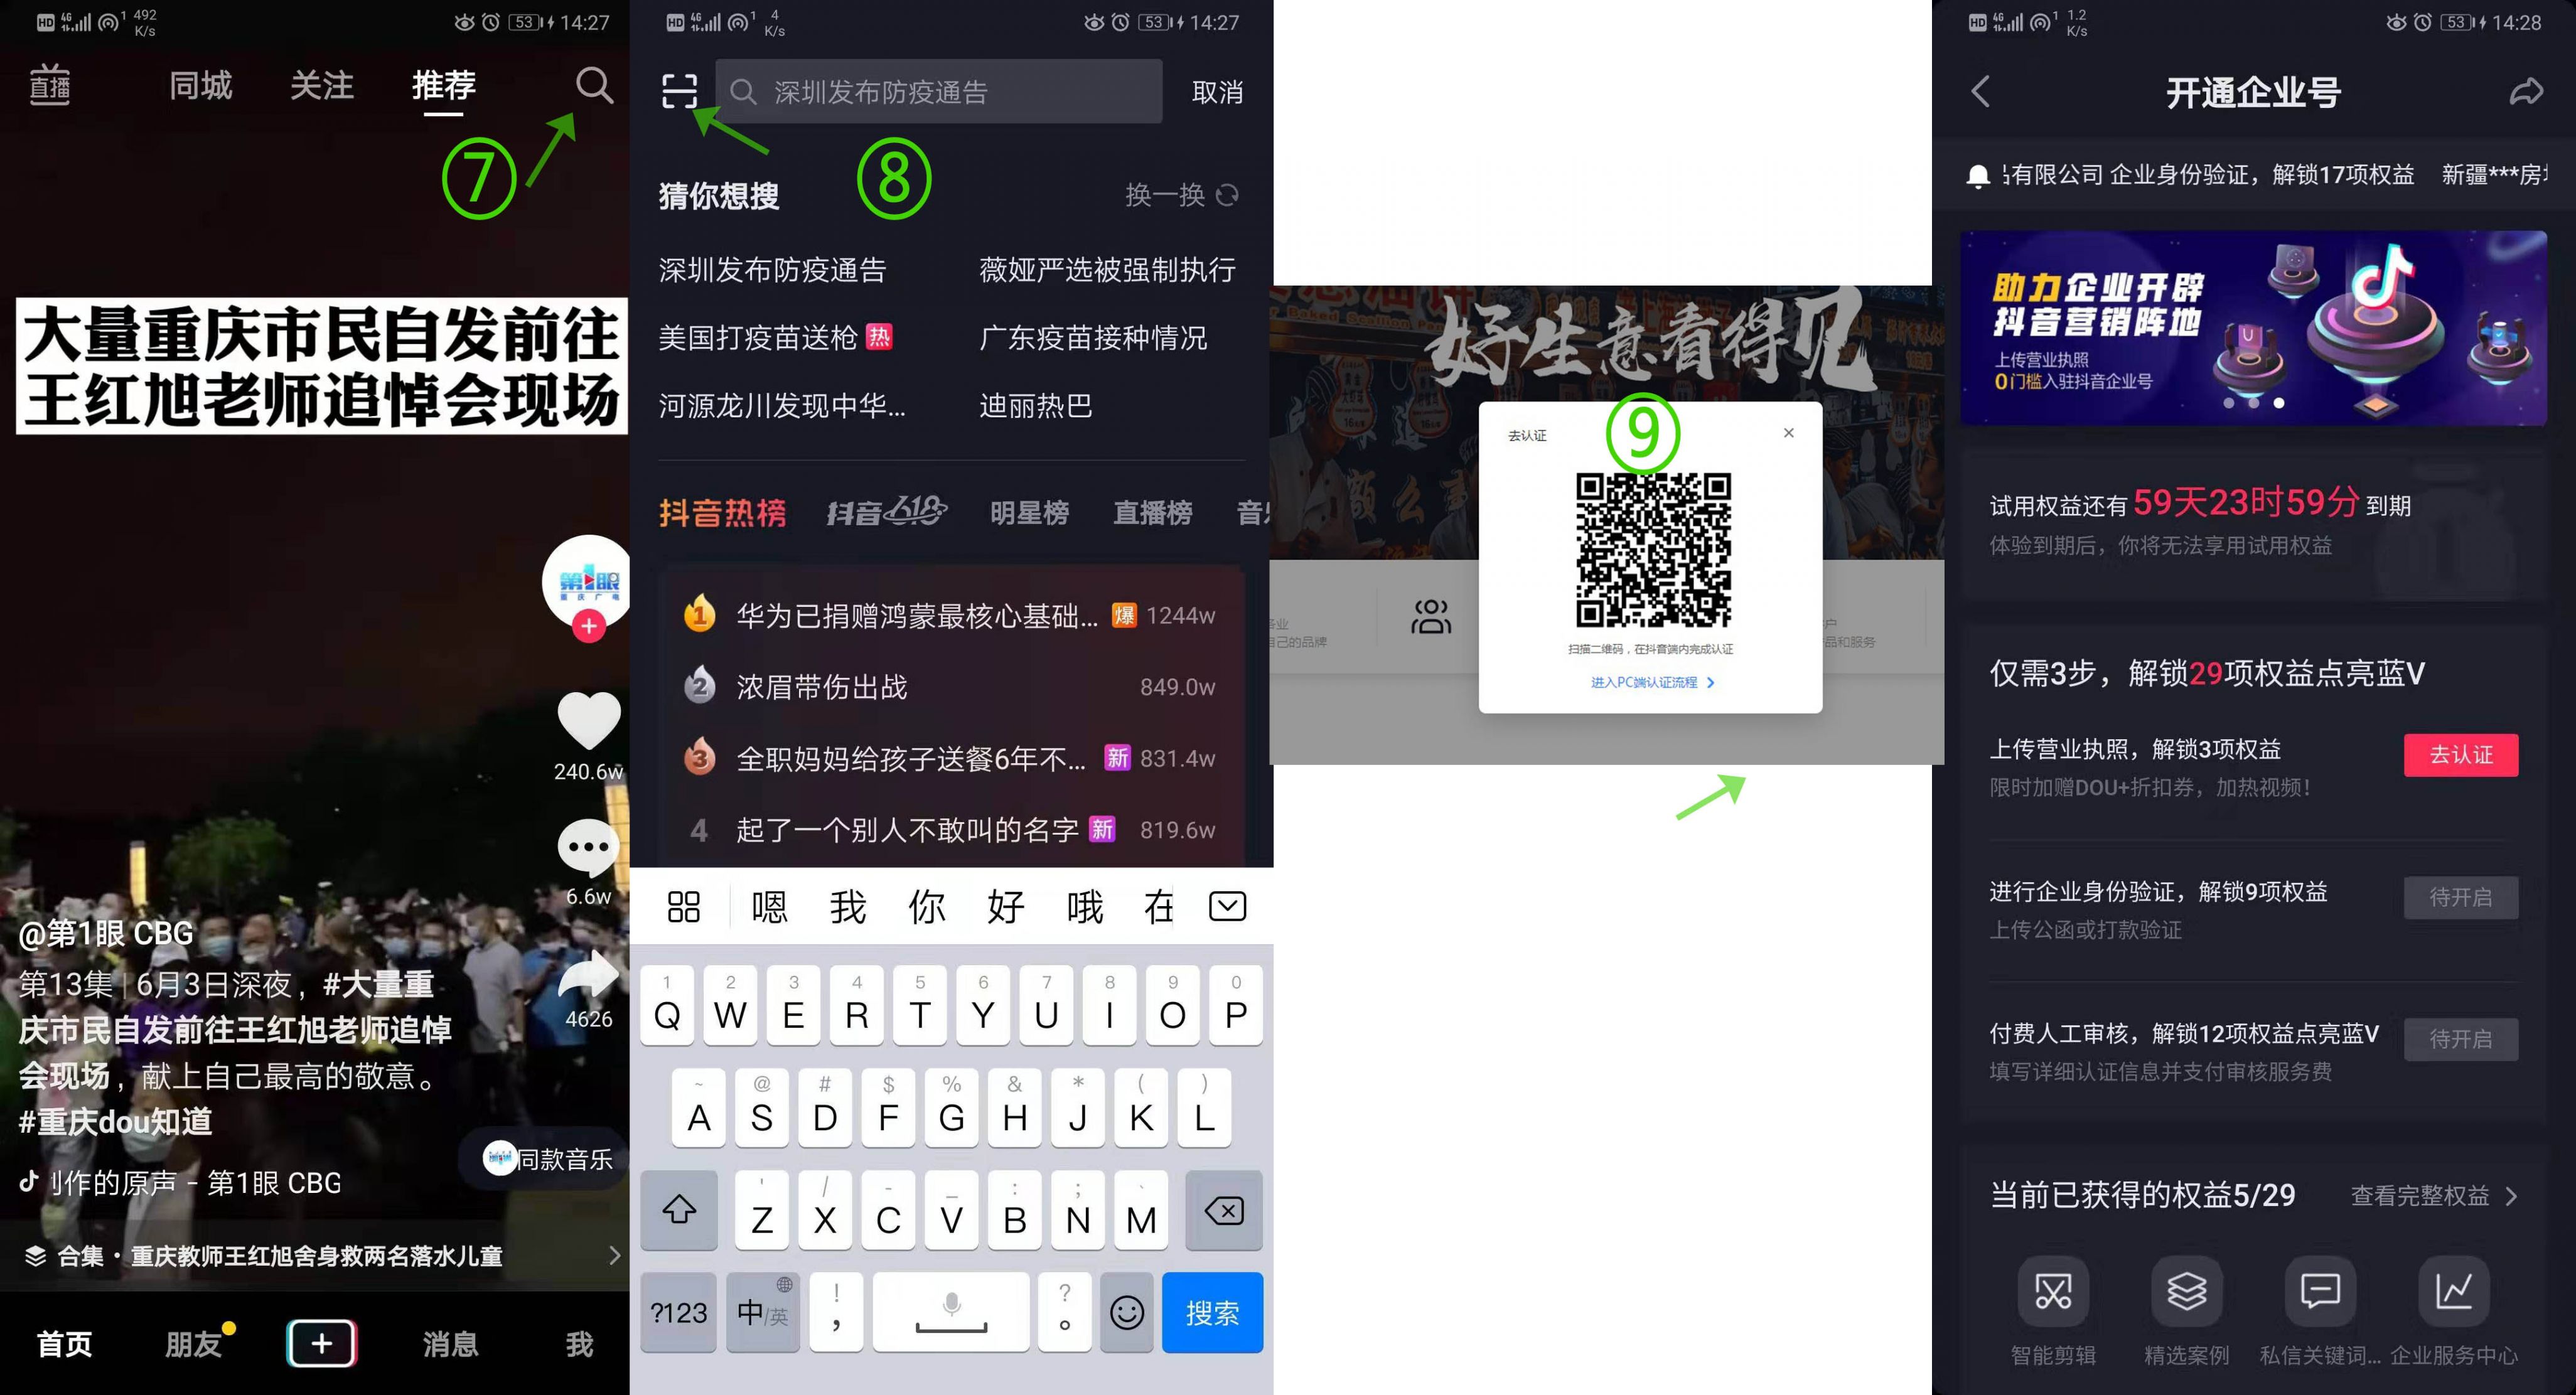 HD 4G 1 492 K/s 53 14:27
直播 同城 关注 推荐
⑦
大量重庆市民自发前往
王红旭老师追悼会现场
第1眼
重庆广电
240.6w
6.6w
4626
@第1眼 CBG
第13集 | 6月3日深夜，#大量重
庆市民自发前往王红旭老师追悼
会现场，献上自己最高的敬意。
#重庆dou知道
作的原声 - 第1眼 CBG
同款音乐
合集・重庆教师王红旭舍身救两名落水儿童
首页 朋友 消息 我
HD 4G 1 4 K/s 53 14:27
深圳发布防疫通告 取消
⑧
猜你想搜 换一换
深圳发布防疫通告 薇娅严选被强制执行
美国打疫苗送枪 热 广东疫苗接种情况
河源龙川发现中华... 迪丽热巴
抖音热榜 抖音618 明星榜 直播榜 音
1 华为已捐赠鸿蒙最核心基础... 爆 1244w
2 浓眉带伤出战 849.0w
3 全职妈妈给孩子送餐6年不... 新 831.4w
4 起了一个别人不敢叫的名字 新 819.6w
嗯 我 你 好 哦 在
1 2 3 4 5 6 7 8 9 0
Q W E R T Y U I O P
~ @ # $ % & * ( )
A S D F G H J K L
' / - _ : ; 、
Z X C V B N M
?123 中/英 ！ ， ？ 。 搜索
Baked Scallion
好生意看得见
⑨
去认证 ×
扫描二维码，在抖音端内完成认证
进入PC端认证流程
业
自己的品牌
户
品和服务
HD 4G 1 1.2 K/s 53 14:28
开通企业号
有限公司 企业身份验证，解锁17项权益 新疆***房
助力企业开辟
抖音营销阵地
上传营业执照
0门槛入驻抖音企业号
试用权益还有 59天23时59分 到期
体验到期后，你将无法享用试用权益
仅需3步，解锁29项权益点亮蓝V
上传营业执照，解锁3项权益
限时加赠DOU+折扣券，加热视频！
去认证
进行企业身份验证，解锁9项权益
上传公函或打款验证
待开启
付费人工审核，解锁12项权益点亮蓝V
填写详细认证信息并支付审核服务费
待开启
当前已获得的权益5/29 查看完整权益
智能剪辑 精选案例 私信关键词... 企业服务中心